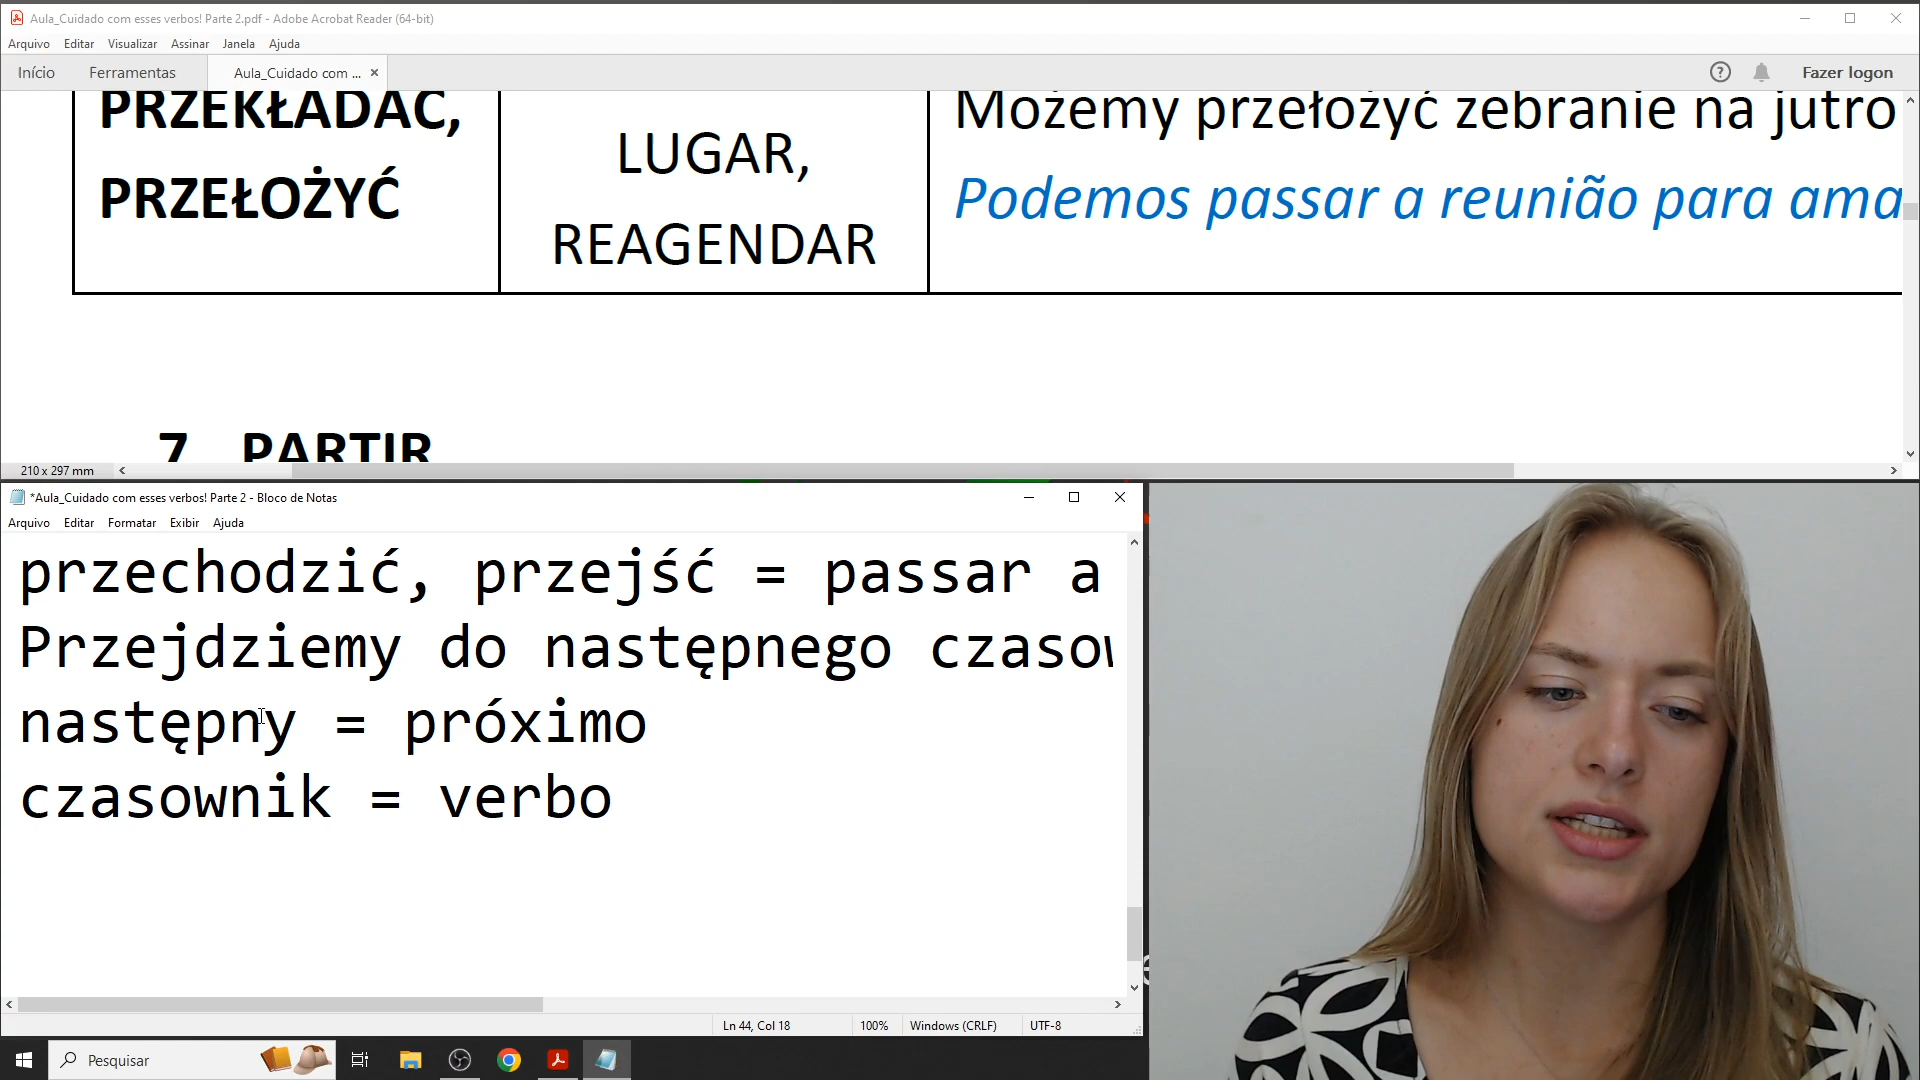 Aula_Cuidado com esses verbos! Parte 2.pdf - Adobe Acrobat Reader (64-bit)
Arquivo Editar Visualizar Assinar Janela Ajuda
Início Ferramentas Aula_Cuidado com ... × ? Fazer logon
PRZEKŁADAĆ,
PRZEŁOŻYĆ
LUGAR,
REAGENDAR
Możemy przełożyć zebranie na jutro
Podemos passar a reunião para ama
7 PARTIR
210 x 297 mm
*Aula_Cuidado com esses verbos! Parte 2 - Bloco de Notas
Arquivo Editar Formatar Exibir Ajuda
przechodzić, przejść = passar a
Przejdziemy do następnego czasow
następny = próximo
czasownik = verbo
Ln 44, Col 18 100% Windows (CRLF) UTF-8
Pesquisar